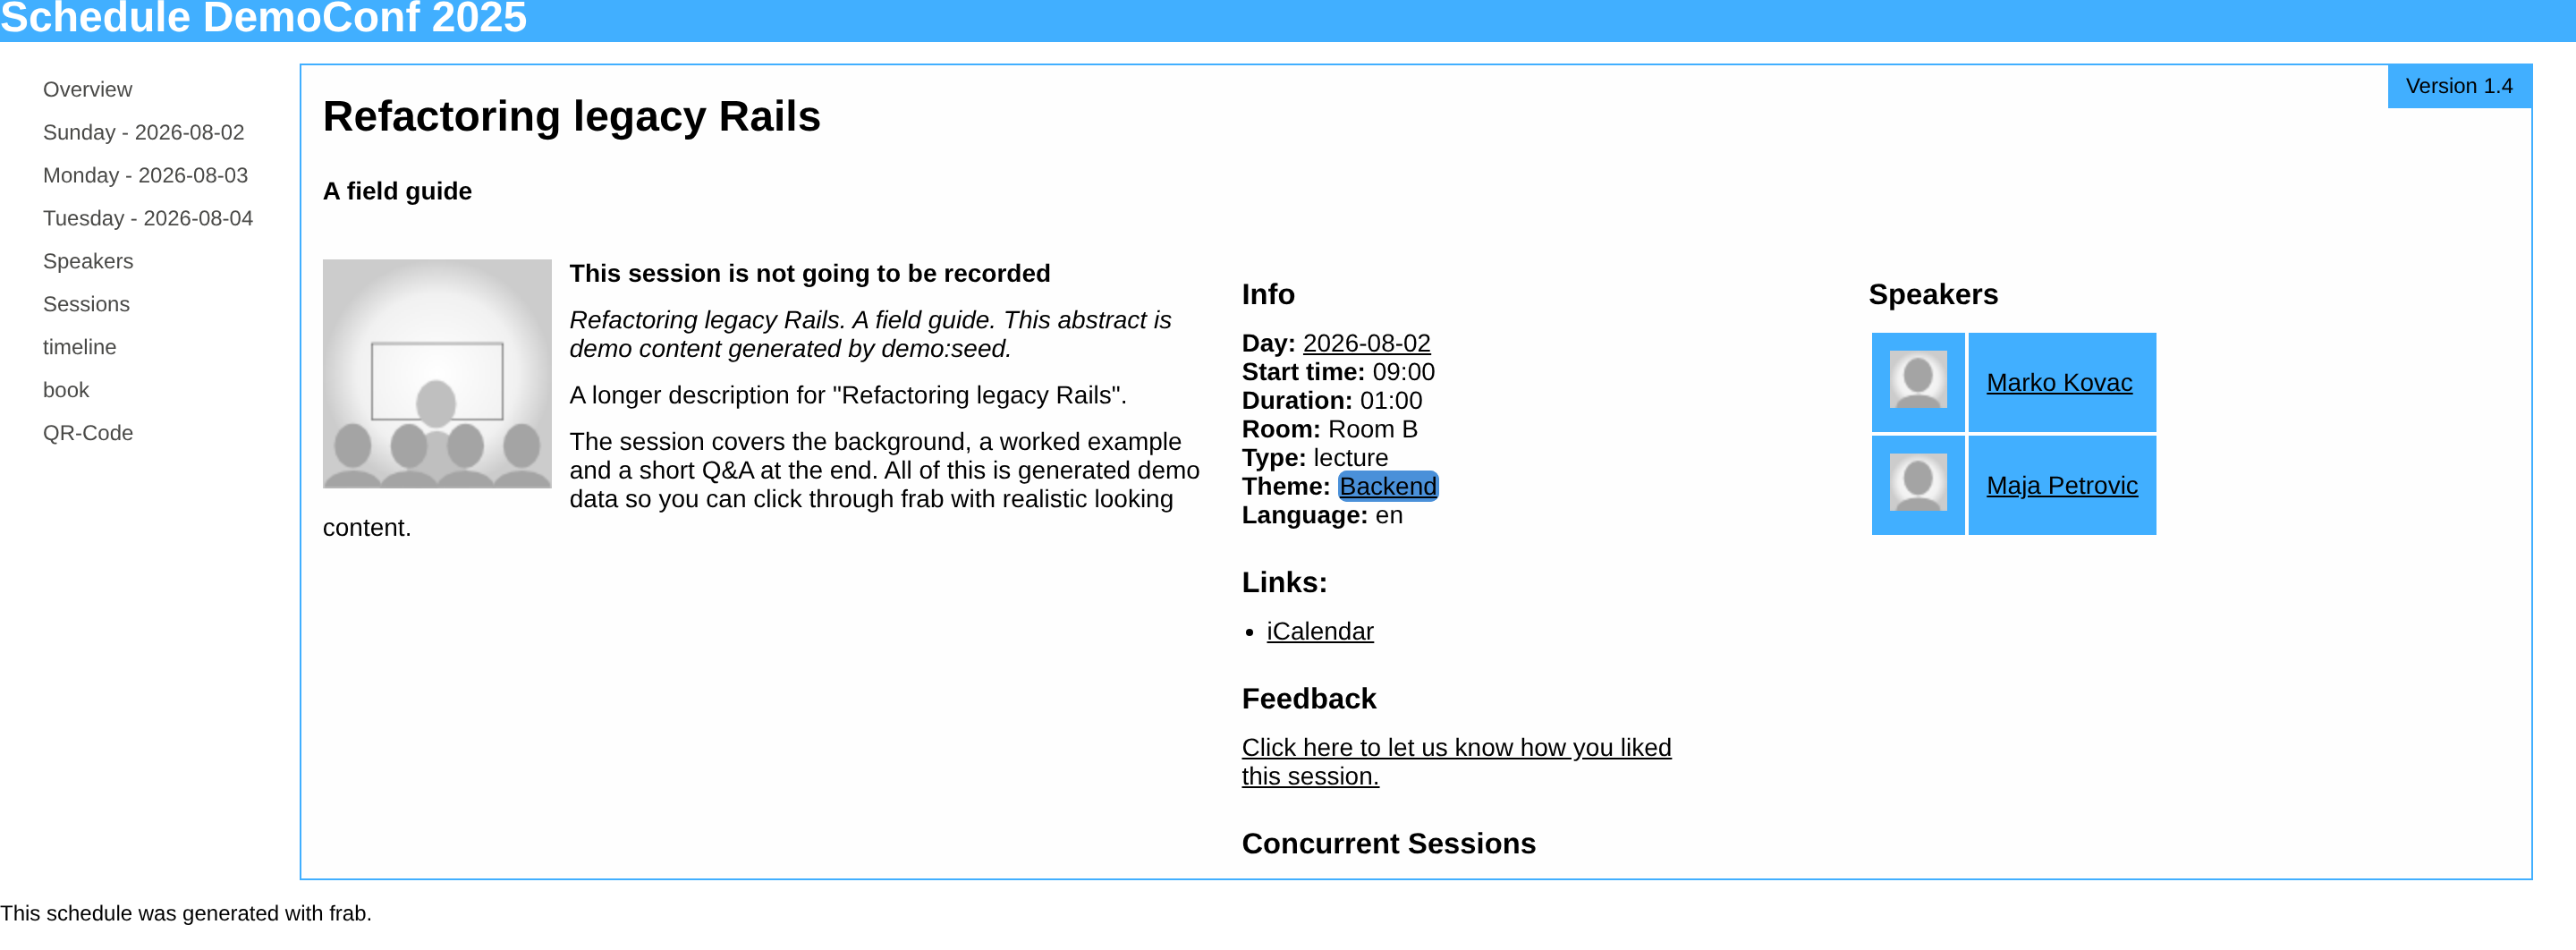 Schedule DemoConf 2025
Overview
Sunday - 2026-08-02
Monday - 2026-08-03
Tuesday - 2026-08-04
Speakers
Sessions
timeline
book
QR-Code
Version 1.4
Refactoring legacy Rails
A field guide
This session is not going to be recorded
Refactoring legacy Rails. A field guide. This abstract is
demo content generated by demo:seed.
A longer description for "Refactoring legacy Rails".
The session covers the background, a worked example
and a short Q&A at the end. All of this is generated demo
data so you can click through frab with realistic looking
content.
Info
Day: 2026-08-02
Start time: 09:00
Duration: 01:00
Room: Room B
Type: lecture
Theme: Backend
Language: en
Links:
• iCalendar
Feedback
Click here to let us know how you liked
this session.
Concurrent Sessions
Speakers
Marko Kovac
Maja Petrovic
This schedule was generated with frab.